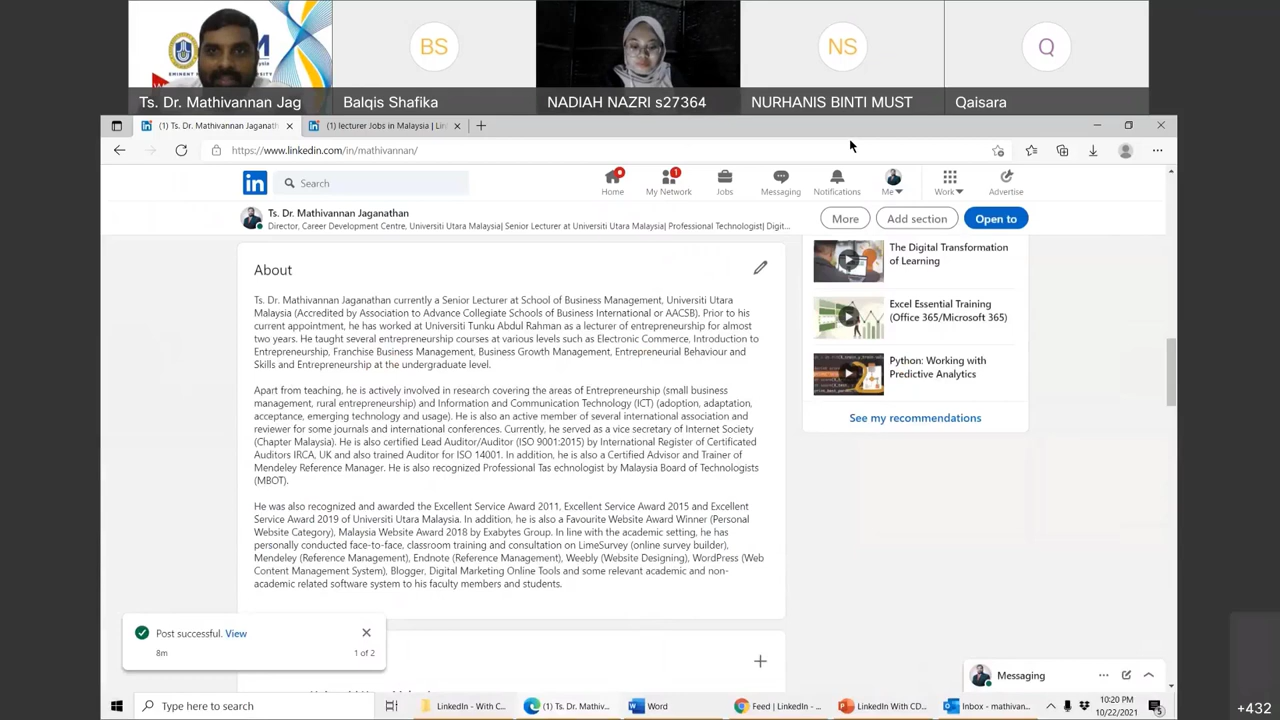 BS
NS
Q
Ts. Dr. Mathivannan Jag
Balqis Shafika
NADIAH NAZRI s27364
NURHANIS BINTI MUST
Qaisara
(1) Ts. Dr. Mathivannan Jaganath
(1) lecturer Jobs in Malaysia | Lin
https://www.linkedin.com/in/mathivannan/
in
Search
Home
My Network
1
Jobs
Messaging
Notifications
Me
Work
Advertise
Ts. Dr. Mathivannan Jaganathan
Director, Career Development Centre, Universiti Utara Malaysia| Senior Lecturer at Universiti Utara Malaysia| Professional Technologist| Digit...
More
Add section
Open to
About
Ts. Dr. Mathivannan Jaganathan currently a Senior Lecturer at School of Business Management, Universiti Utara
Malaysia (Accredited by Association to Advance Collegiate Schools of Business International or AACSB). Prior to his
current appointment, he has worked at Universiti Tunku Abdul Rahman as a lecturer of entrepreneurship for almost
two years. He taught several entrepreneurship courses at various levels such as Electronic Commerce, Introduction to
Entrepreneurship, Franchise Business Management, Business Growth Management, Entrepreneurial Behaviour and
Skills and Entrepreneurship at the undergraduate level.
Apart from teaching, he is actively involved in research covering the areas of Entrepreneurship (small business
management, rural entrepreneurship) and Information and Communication Technology (ICT) (adoption, adaptation,
acceptance, emerging technology and usage). He is also an active member of several international association and
reviewer for some journals and international conferences. Currently, he served as a vice secretary of Internet Society
(Chapter Malaysia). He is also certified Lead Auditor/Auditor (ISO 9001:2015) by International Register of Certificated
Auditors IRCA, UK and also trained Auditor for ISO 14001. In addition, he is also a Certified Advisor and Trainer of
Mendeley Reference Manager. He is also recognized Professional Tas echnologist by Malaysia Board of Technologists
(MBOT).
He was also recognized and awarded the Excellent Service Award 2011, Excellent Service Award 2015 and Excellent
Service Award 2019 of Universiti Utara Malaysia. In addition, he is also a Favourite Website Award Winner (Personal
Website Category), Malaysia Website Award 2018 by Exabytes Group. In line with the academic setting, he has
personally conducted face-to-face, classroom training and consultation on LimeSurvey (online survey builder),
Mendeley (Reference Management), Endnote (Reference Management), Weebly (Website Designing), WordPress (Web
Content Management System), Blogger, Digital Marketing Online Tools and some relevant academic and non-
academic related software system to his faculty members and students.
The Digital Transformation
of Learning
Excel Essential Training
(Office 365/Microsoft 365)
Python: Working with
Predictive Analytics
See my recommendations
Post successful. View
8m
1 of 2
Messaging
Type here to search
LinkedIn - With C...
(1) Ts. Dr. Mathiv...
Word
Feed | LinkedIn - ...
LinkedIn With CD...
Inbox - mathivan...
10:20 PM
10/22/2021
5
+432